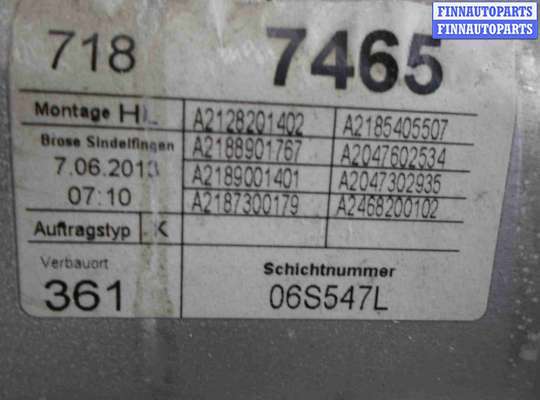 FINNAUTOPARTS
FINNAUTOPARTS
718 7465
Montage HL
A2128201402 A2185405507
Brose Sindelfingen
A2188901767 A2047602534
7.06.2013
A2189001401 A2047302935
07:10
A2187300179 A2468200102
Auftragstyp K
Verbauort
Schichtnummer
361
06S547L